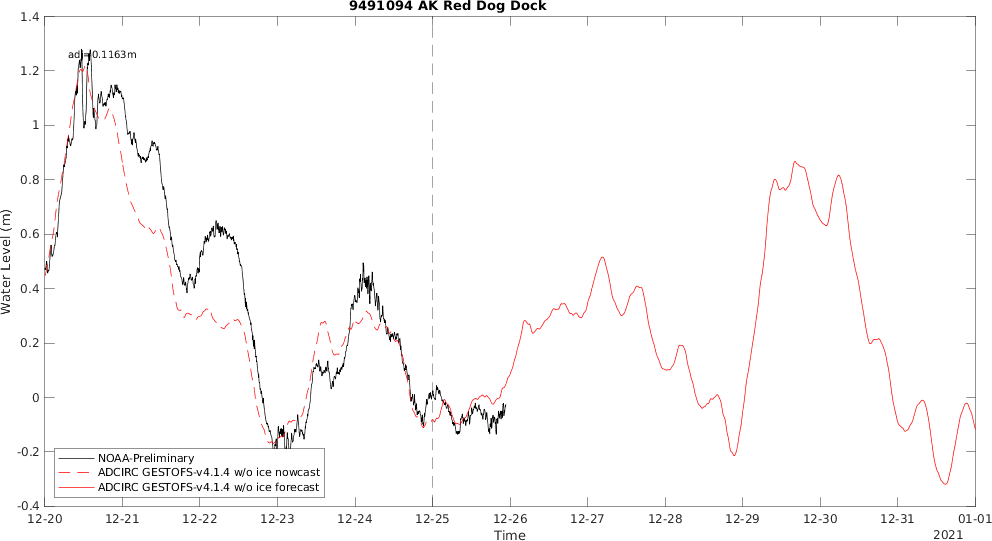 9491094 AK Red Dog Dock
1.4
1.2
1
0.8
0.6
0.4
0.2
0
-0.2
-0.4
Water Level (m)
adj=0.1163m
NOAA-Preliminary
ADCIRC GESTOFS-v4.1.4 w/o ice nowcast
ADCIRC GESTOFS-v4.1.4 w/o ice forecast
12-20 12-21 12-22 12-23 12-24 12-25 12-26 12-27 12-28 12-29 12-30 12-31 01-01
Time
2021